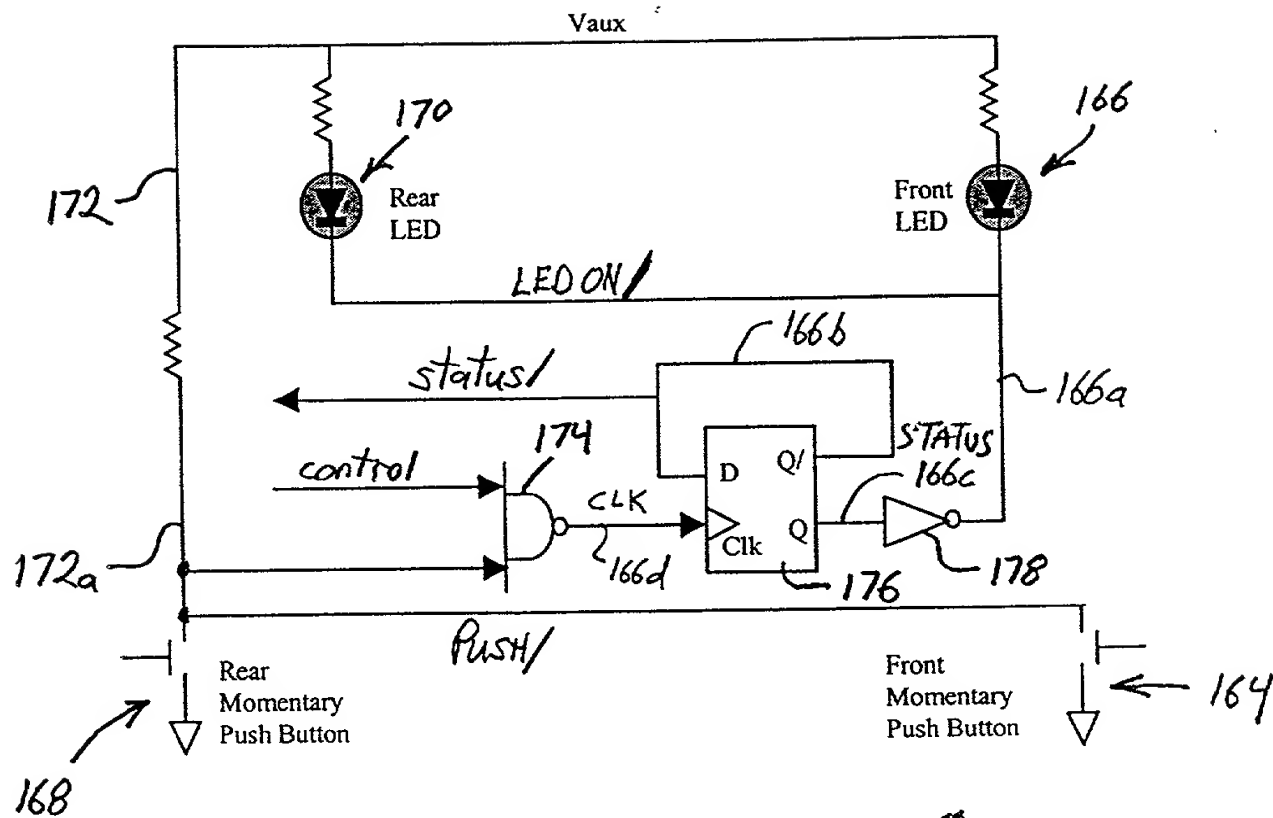 Vaux
170
166
172
Rear
LED
Front
LED
LED ON/
166b
status/
166a
174
STATUS
control
D
Q/
166c
CLK
Clk
Q
172a
166d
176
178
PUSH/
Rear
Momentary
Push Button
Front
Momentary
Push Button
164
168